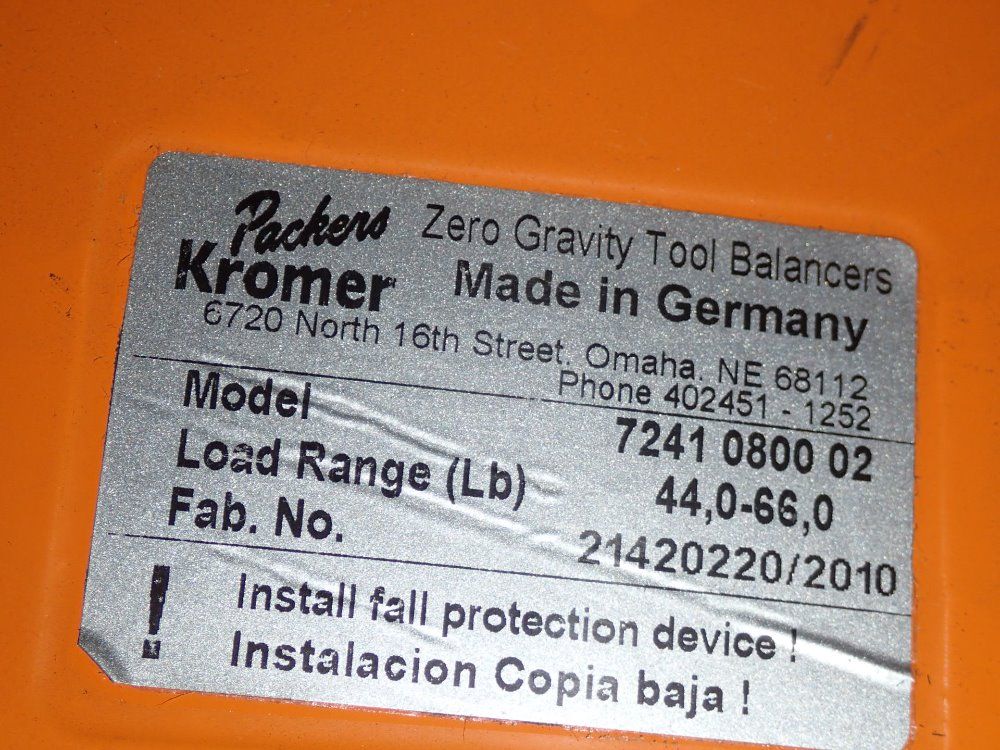 Packers Zero Gravity Tool Balancers
Kromer Made in Germany
6720 North 16th Street, Omaha, NE 68112
Phone 402451 - 1252
Model 7241 0800 02
Load Range (Lb) 44,0-66,0
Fab. No. 21420220/2010
! Install fall protection device !
Instalacion Copia baja !